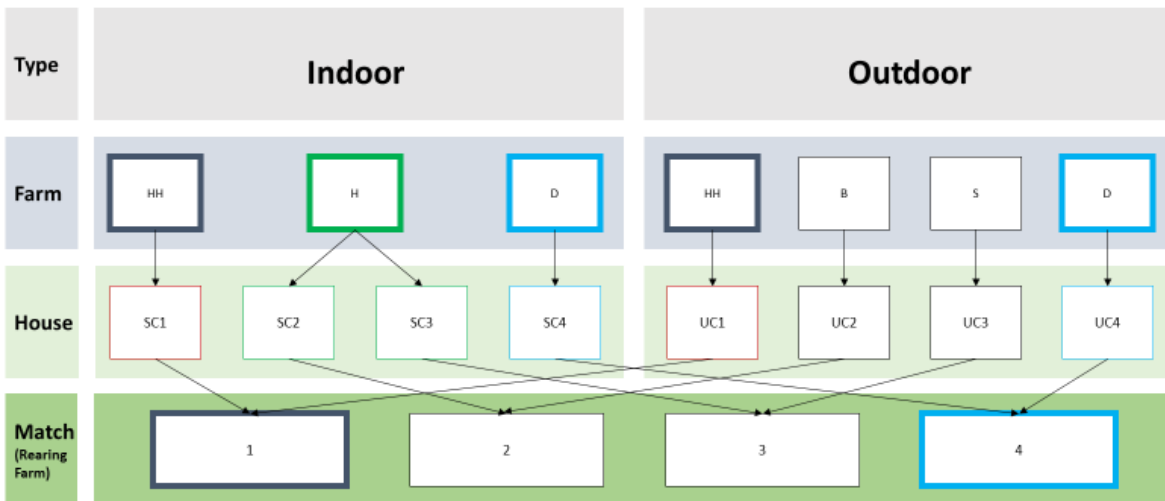 Type
Indoor
Outdoor
Farm
HH
H
D
HH
B
S
D
House
SC1
SC2
SC3
SC4
UC1
UC2
UC3
UC4
Match
(Rearing
Farm)
1
2
3
4